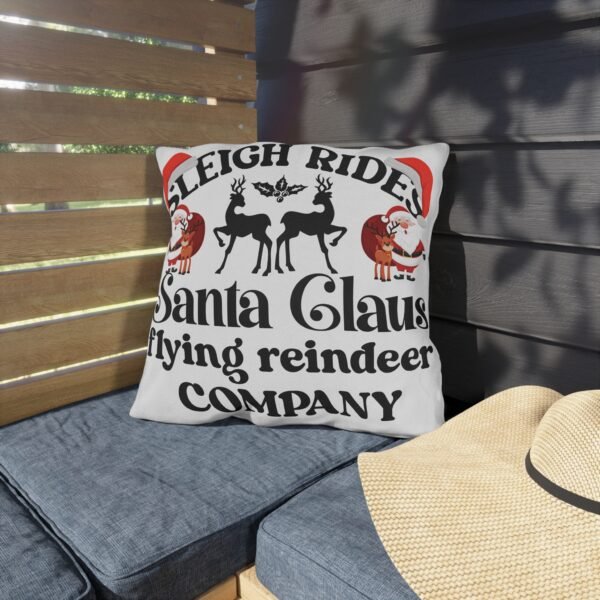 SLEIGH RIDES
Santa Claus
flying reindeer
COMPANY